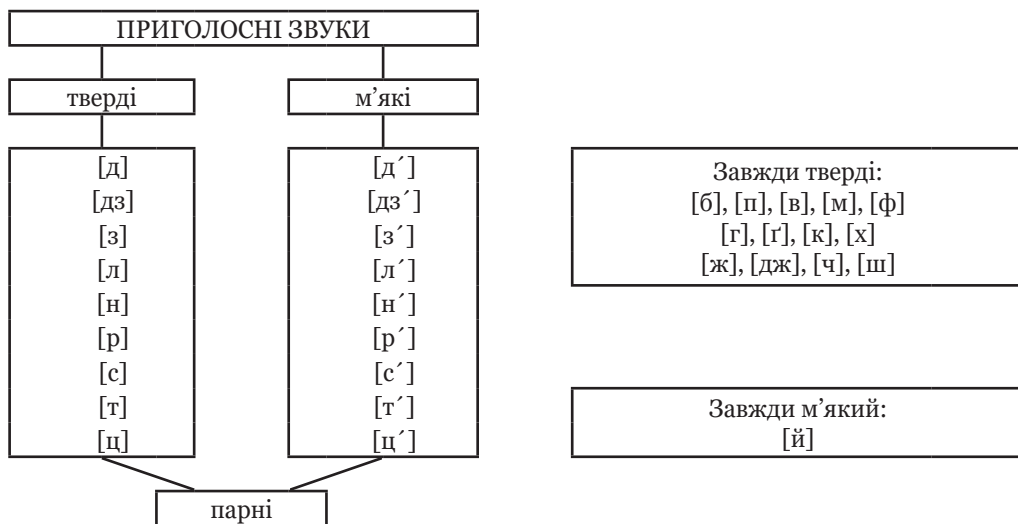 ПРИГОЛОСНІ ЗВУКИ
тверді
м’які
[д]
[дз]
[з]
[л]
[н]
[р]
[с]
[т]
[ц]
[д´]
[дз´]
[з´]
[л´]
[н´]
[р´]
[с´]
[т´]
[ц´]
парні
Завжди тверді:
[б], [п], [в], [м], [ф]
[г], [ґ], [к], [х]
[ж], [дж], [ч], [ш]
Завжди м’який:
[й]